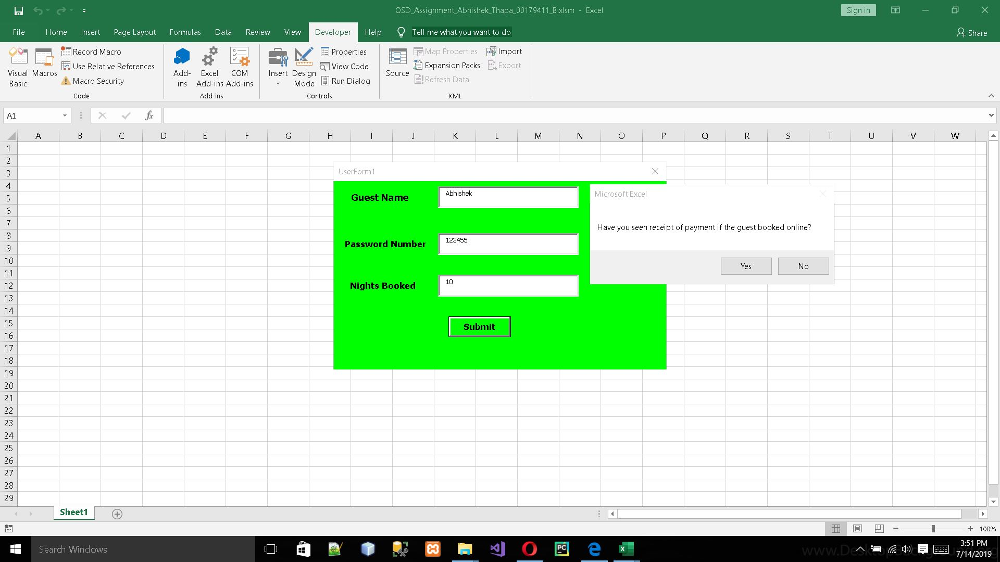 OSD_Assignment_Abhishek_Thapa_00179411_B.xlsm - Excel
Sign in
File Home Insert Page Layout Formulas Data Review View Developer Help Tell me what you want to do Share
Visual Basic
Macros
Record Macro
Use Relative References
Macro Security
Code
Add-ins
Excel Add-ins
COM Add-ins
Add-ins
Insert
Design Mode
Properties
View Code
Run Dialog
Controls
Source
Map Properties
Expansion Packs
Refresh Data
Import
Export
XML
A1
fx
A B C D E F G H I J K L M N O P Q R S T U V W
1
2
3
4
5
6
7
8
9
10
11
12
13
14
15
16
17
18
19
20
21
22
23
24
25
26
27
28
29
UserForm1
Guest Name Abhishek
Password Number 123455
Nights Booked 10
Submit
Microsoft Excel
Have you seen receipt of payment if the guest booked online?
Yes No
Sheet1
100%
Search Windows
PC
3:51 PM
7/14/2019
www.DesktopBackground.org